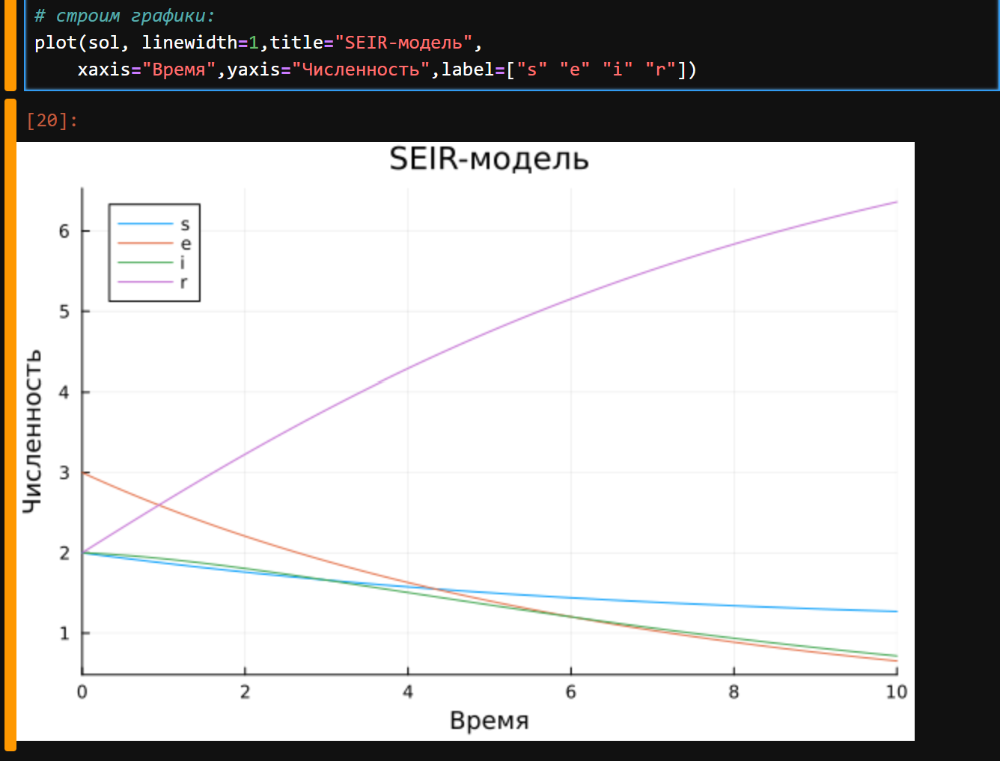 # строим графики:
plot(sol, linewidth=1,title="SEIR-модель",
    xaxis="Время",yaxis="Численность",label=["s" "e" "i" "r"])
[20]:
SEIR-модель
s
e
i
r
6
5
4
3
2
1
Численность
0 2 4 6 8 10
Время